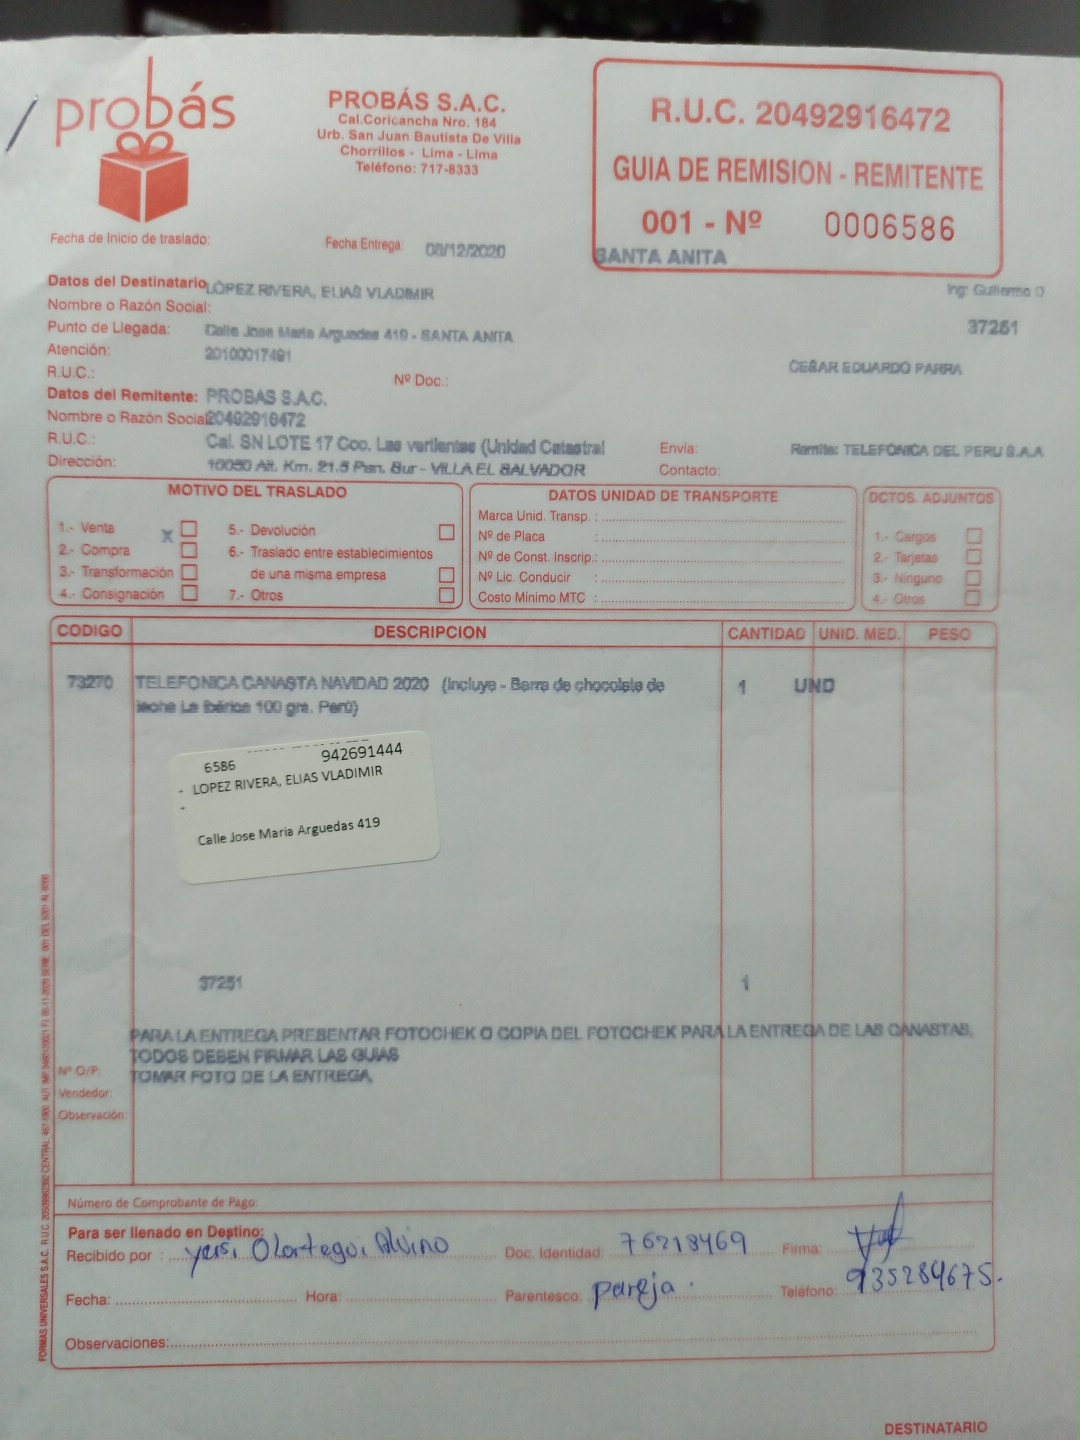 probás
PROBÁS S.A.C.
Cal.Coricancha Nro. 184
Urb. San Juan Bautista De Villa
Chorrillos - Lima - Lima
Teléfono: 717-8333
R.U.C. 20492916472
GUIA DE REMISION - REMITENTE
001 - Nº 0006586
SANTA ANITA
Fecha de Inicio de traslado:
Fecha Entrega: 08/12/2020
Datos del Destinatario LÓPEZ RIVERA, ELIAS VLADIMIR
Ing: Guillermo D
Nombre o Razón Social:
37251
Punto de Llegada: Calle Jose Maria Arguedas 419 - SANTA ANITA
Atención: 20100017491
CESAR EDUARDO PARRA
R.U.C.: Nº Doc.:
Datos del Remitente: PROBAS S.A.C.
Nombre o Razón Social 20492916472
R.U.C.: Cal. SN LOTE 17 Coo. Las vertientes (Unidad Catastral
Envía: Remite: TELEFÓNICA DEL PERU S.A.A
Dirección: 10050 Alt. Km. 21.5 Pan. Sur - VILLA EL SALVADOR
Contacto:
MOTIVO DEL TRASLADO
1.- Venta X
2.- Compra
3.- Transformación
4.- Consignación
5.- Devolución
6.- Traslado entre establecimientos
de una misma empresa
7.- Otros
DATOS UNIDAD DE TRANSPORTE
Marca Unid. Transp. :
Nº de Placa :
Nº de Const. Inscrip.:
Nº Lic. Conducir :
Costo Mínimo MTC :
DCTOS. ADJUNTOS
1.- Cargos
2.- Tarjetas
3.- Ninguno
4.- Otros
CODIGO DESCRIPCION CANTIDAD UNID. MED. PESO
73270 TELEFONICA CANASTA NAVIDAD 2020 (Incluye - Barra de chocolate de 1 UND
leche La Ibérica 100 grs. Perú)
6586 942691444
- LOPEZ RIVERA, ELIAS VLADIMIR
-
Calle Jose Maria Arguedas 419
37251 1
PARA LA ENTREGA PRESENTAR FOTOCHEK O COPIA DEL FOTOCHEK PARA LA ENTREGA DE LAS CANASTAS,
TODOS DEBEN FIRMAR LAS GUIAS
Nº O/P: TOMAR FOTO DE LA ENTREGA,
Vendedor:
Observación:
Número de Comprobante de Pago:
Para ser llenado en Destino:
Recibido por : Olortegui Alvino Doc. Identidad: 76218469 Firma:
Fecha: Hora: Parentesco: pareja. Teléfono: 935284675.
Observaciones:
DESTINATARIO